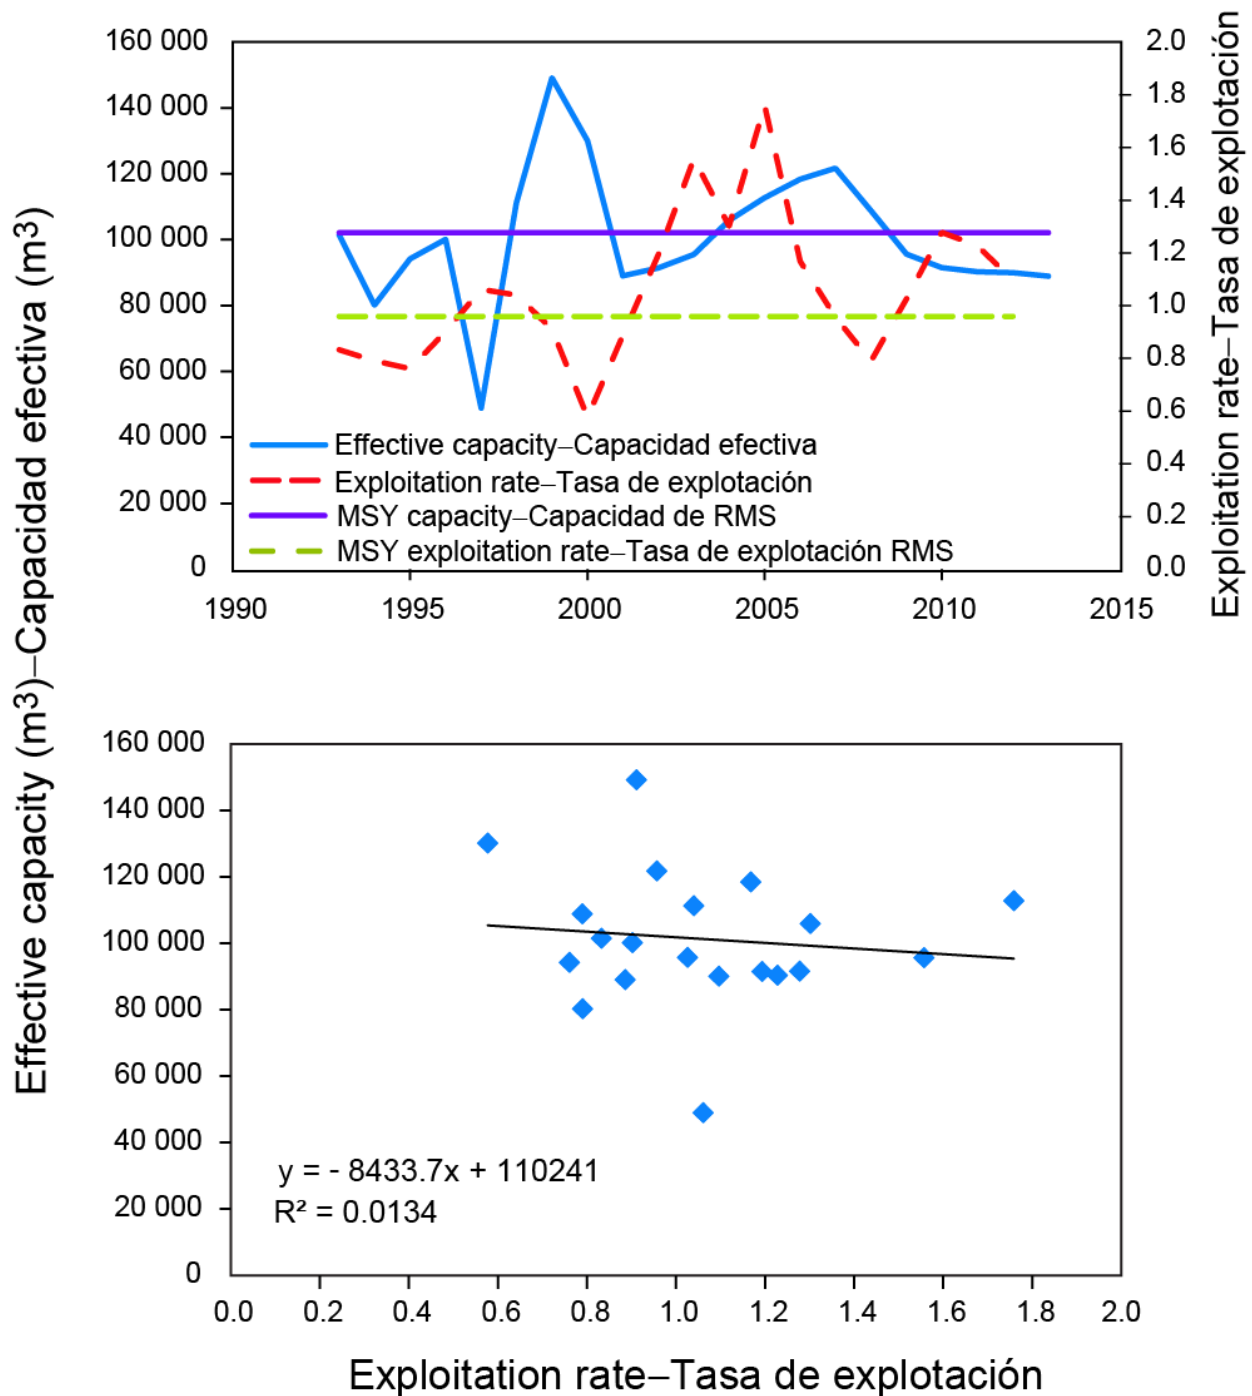 Effective capacity (m³)–Capacidad efectiva (m³)
160 000
140 000
120 000
100 000
80 000
60 000
40 000
20 000
0
2.0
1.8
1.6
1.4
1.2
1.0
0.8
0.6
0.4
0.2
0.0
Exploitation rate–Tasa de explotación
Effective capacity–Capacidad efectiva
Exploitation rate–Tasa de explotación
MSY capacity–Capacidad de RMS
MSY exploitation rate–Tasa de explotación RMS
1990 1995 2000 2005 2010 2015
160 000
140 000
120 000
100 000
80 000
60 000
40 000
20 000
0
y = - 8433.7x + 110241
R² = 0.0134
0.0 0.2 0.4 0.6 0.8 1.0 1.2 1.4 1.6 1.8 2.0
Exploitation rate–Tasa de explotación